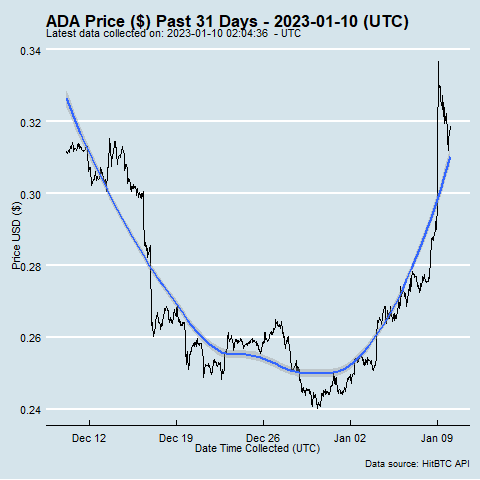 ADA Price ($) Past 31 Days - 2023-01-10 (UTC)
Latest data collected on: 2023-01-10 02:04:36 - UTC
0.34
0.32
0.30
0.28
0.26
0.24
Price USD ($)
Dec 12
Dec 19
Dec 26
Jan 02
Jan 09
Date Time Collected (UTC)
Data source: HitBTC API